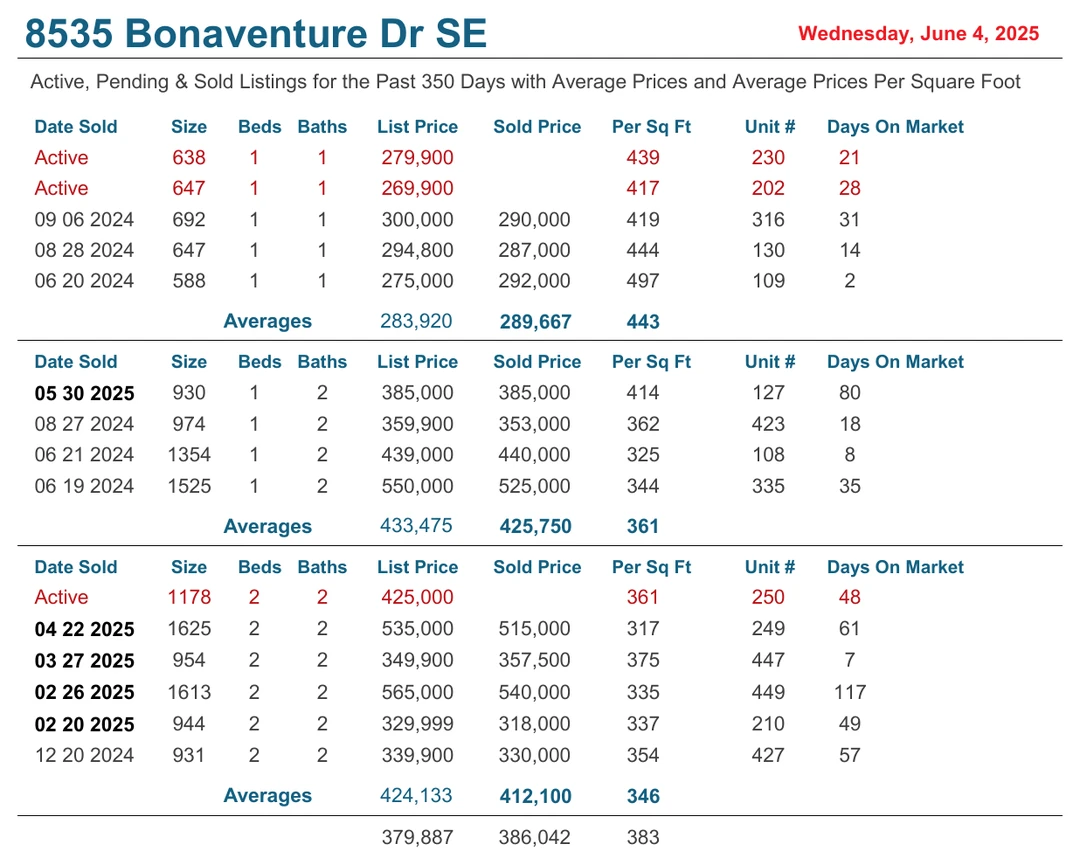 8535 Bonaventure Dr SE Wednesday, June 4, 2025
Active, Pending & Sold Listings for the Past 350 Days with Average Prices and Average Prices Per Square Foot
Date Sold Size Beds Baths List Price Sold Price Per Sq Ft Unit # Days On Market
Active 638 1 1 279,900 439 230 21
Active 647 1 1 269,900 417 202 28
09 06 2024 692 1 1 300,000 290,000 419 316 31
08 28 2024 647 1 1 294,800 287,000 444 130 14
06 20 2024 588 1 1 275,000 292,000 497 109 2
Averages 283,920 289,667 443
Date Sold Size Beds Baths List Price Sold Price Per Sq Ft Unit # Days On Market
05 30 2025 930 1 2 385,000 385,000 414 127 80
08 27 2024 974 1 2 359,900 353,000 362 423 18
06 21 2024 1354 1 2 439,000 440,000 325 108 8
06 19 2024 1525 1 2 550,000 525,000 344 335 35
Averages 433,475 425,750 361
Date Sold Size Beds Baths List Price Sold Price Per Sq Ft Unit # Days On Market
Active 1178 2 2 425,000 361 250 48
04 22 2025 1625 2 2 535,000 515,000 317 249 61
03 27 2025 954 2 2 349,900 357,500 375 447 7
02 26 2025 1613 2 2 565,000 540,000 335 449 117
02 20 2025 944 2 2 329,999 318,000 337 210 49
12 20 2024 931 2 2 339,900 330,000 354 427 57
Averages 424,133 412,100 346
379,887 386,042 383